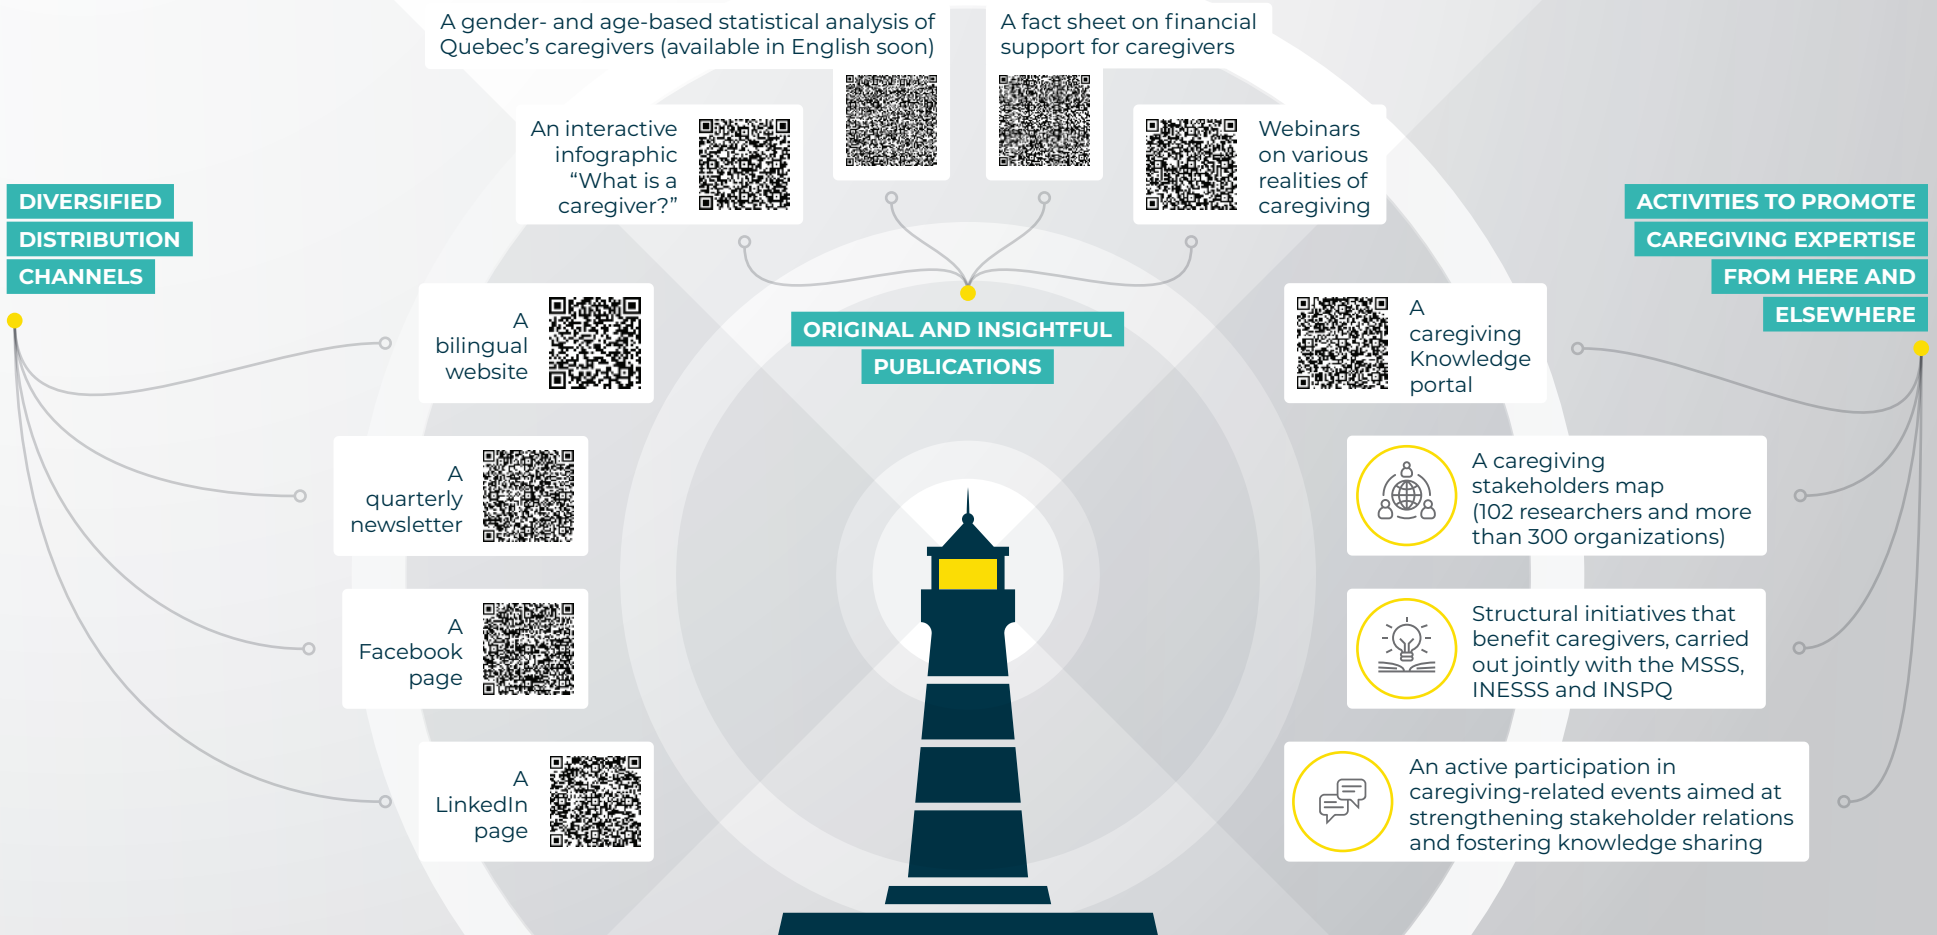 A gender- and age-based statistical analysis of
Quebec's caregivers (available in English soon)
A fact sheet on financial
support for caregivers
An interactive
infographic
“What is a
caregiver?”
Webinars
on various
realities of
caregiving
DIVERSIFIED
DISTRIBUTION
CHANNELS
A
bilingual
website
A
quarterly
newsletter
A
Facebook
page
A
LinkedIn
page
ORIGINAL AND INSIGHTFUL
PUBLICATIONS
ACTIVITIES TO PROMOTE
CAREGIVING EXPERTISE
FROM HERE AND
ELSEWHERE
A
caregiving
Knowledge
portal
A caregiving
stakeholders map
(102 researchers and more
than 300 organizations)
Structural initiatives that
benefit caregivers, carried
out jointly with the MSSS,
INESSS and INSPQ
An active participation in
caregiving-related events aimed at
strengthening stakeholder relations
and fostering knowledge sharing